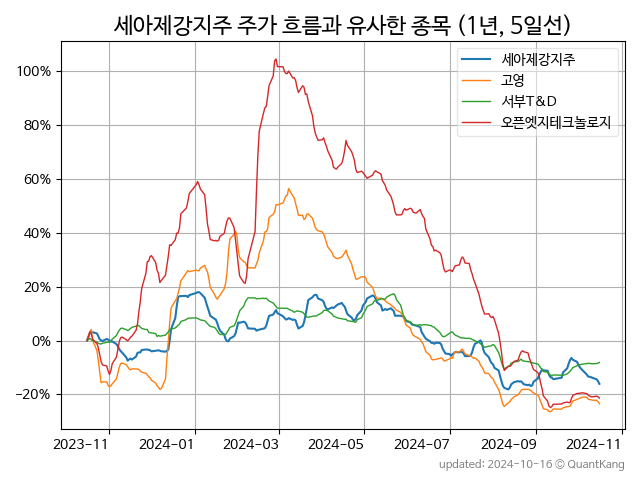 세아제강지주 주가 흐름과 유사한 종목 (1년, 5일선)
세아제강지주
고영
서부T&D
오픈엣지테크놀로지
100%
80%
60%
40%
20%
0%
−20%
2023-11 2024-01 2024-03 2024-05 2024-07 2024-09 2024-11
updated: 2024-10-16 © QuantKang